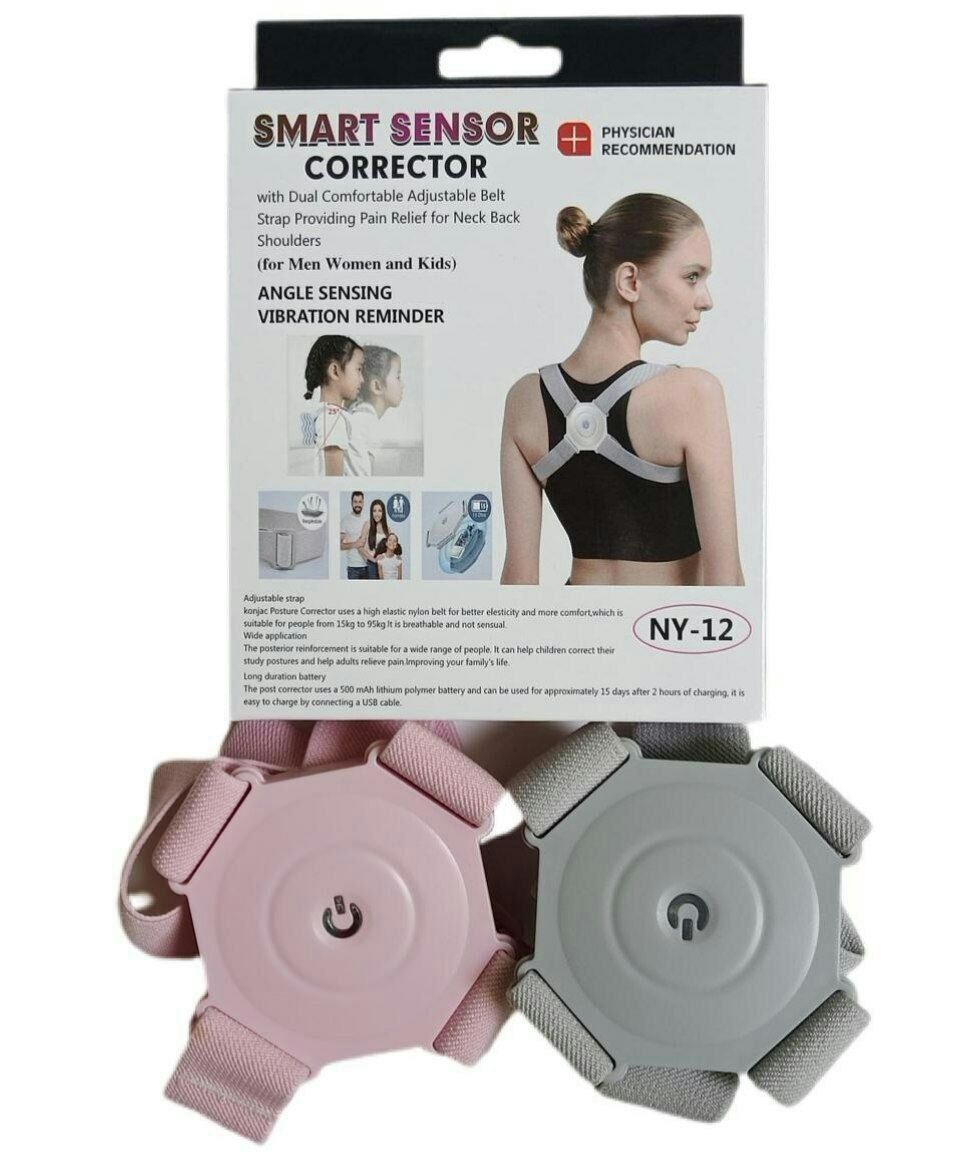 SMART SENSOR
CORRECTOR
PHYSICIAN
RECOMMENDATION
with Dual Comfortable Adjustable Belt
Strap Providing Pain Relief for Neck Back
Shoulders
(for Men Women and Kids)
ANGLE SENSING
VIBRATION REMINDER
25°
15
Adjustable strap
konjac Posture Corrector uses a high elastic nylon belt for better elesticity and more comfort,which is
suitable for people from 15kg to 95kg.It is breathable and not sensual.
Wide application
The posterior reinforcement is suitable for a wide range of people. It can help children correct their
study postures and help adults relieve pain.Improving your family's life.
NY-12
Long duration battery
The post corrector uses a 500 mAh lithium polymer battery and can be used for approximately 15 days after 2 hours of charging, it is
easy to charge by connecting a USB cable.